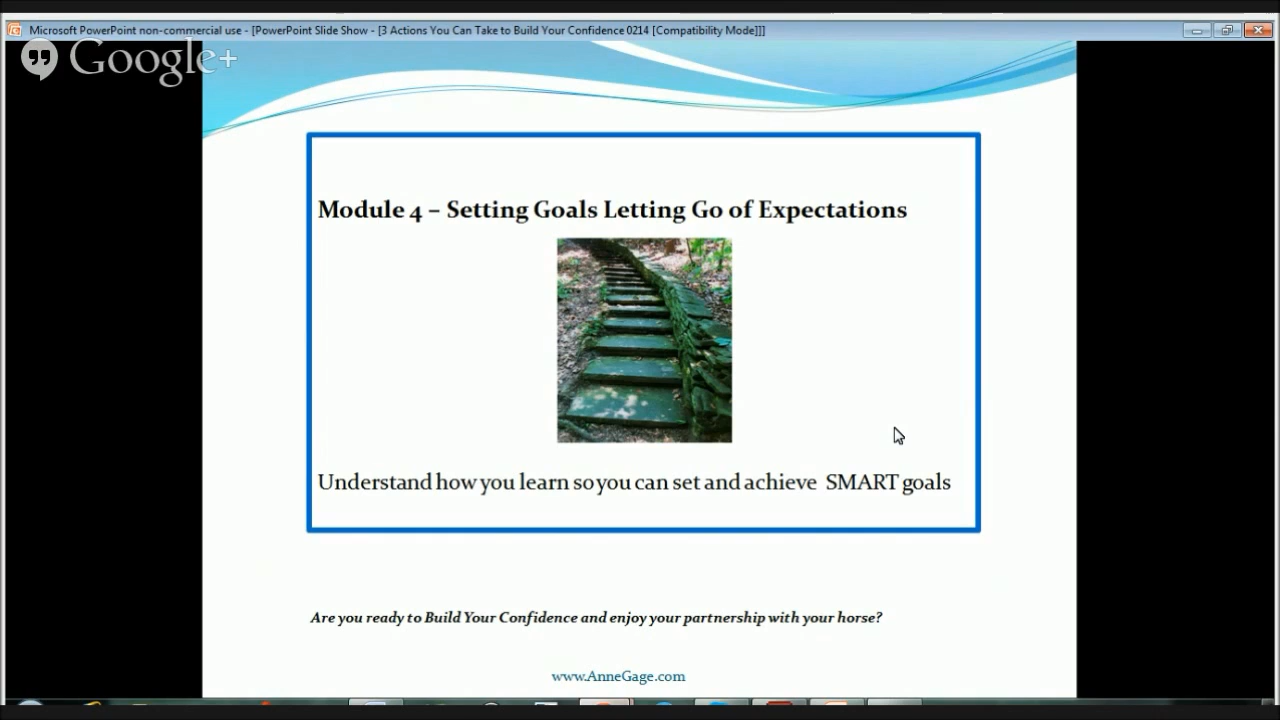 Microsoft PowerPoint non-commercial use - [PowerPoint Slide Show - [3 Actions You Can Take to Build Your Confidence 0214 [Compatibility Mode]]]
Google+
Module 4 – Setting Goals Letting Go of Expectations
Understand how you learn so you can set and achieve SMART goals
Are you ready to Build Your Confidence and enjoy your partnership with your horse?
www.AnneGage.com